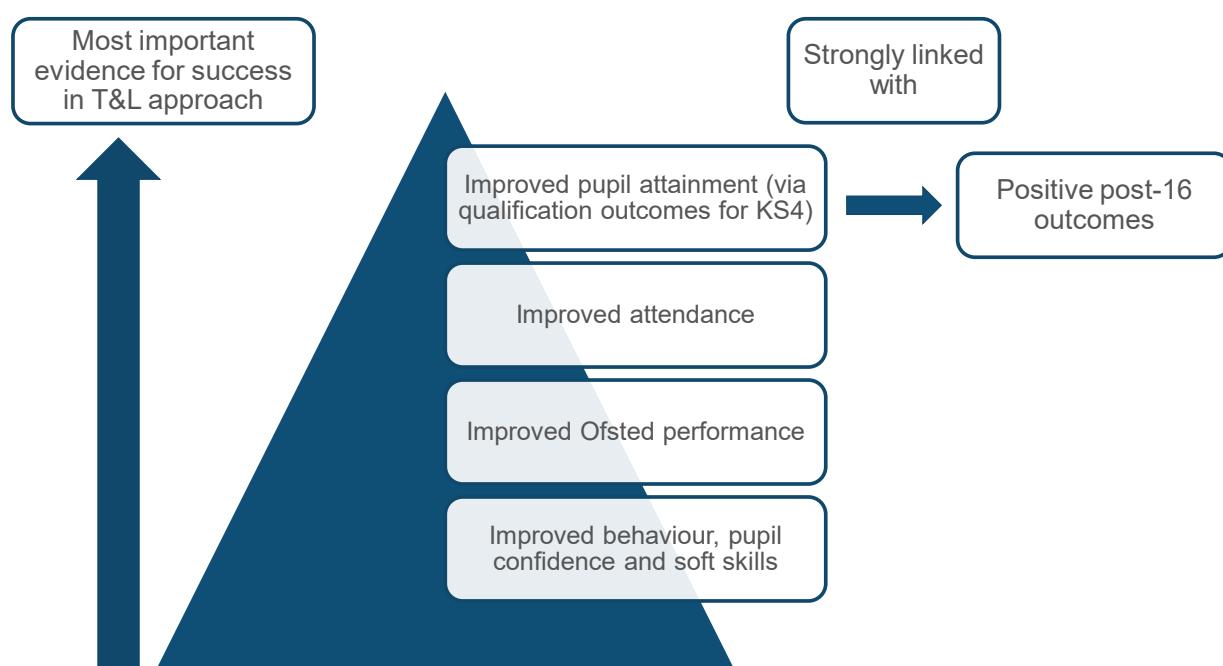 Most important
evidence for success
in T&L approach
Strongly linked
with
Improved pupil attainment (via
qualification outcomes for KS4)
Positive post-16
outcomes
Improved attendance
Improved Ofsted performance
Improved behaviour, pupil
confidence and soft skills